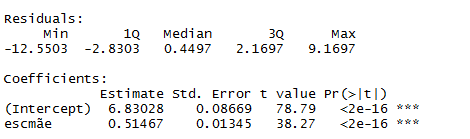 Residuals:
Min 1Q Median 3Q Max
-12.5503 -2.8303 0.4497 2.1697 9.1697
Coefficients:
Estimate Std. Error t value Pr(>|t|)
(Intercept) 6.83028 0.08669 78.79 <2e-16 ***
escmãe 0.51467 0.01345 38.27 <2e-16 ***